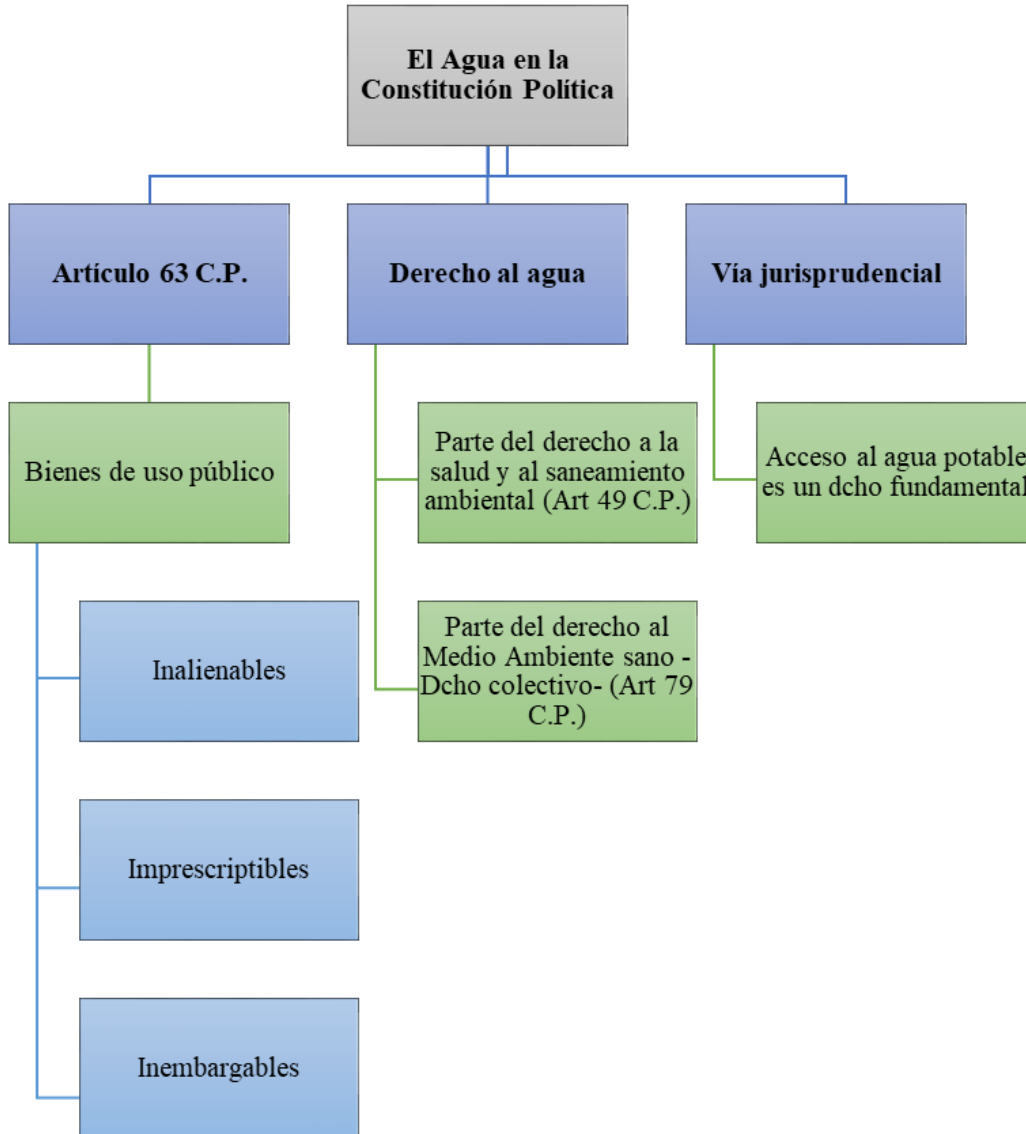 El Agua en la
Constitución Política
Artículo 63 C.P.
Derecho al agua
Vía jurisprudencial
Bienes de uso público
Parte del derecho a la
salud y al saneamiento
ambiental (Art 49 C.P.)
Acceso al agua potable
es un dcho fundamental
Inalienables
Parte del derecho al
Medio Ambiente sano -
Dcho colectivo- (Art 79
C.P.)
Imprescriptibles
Inembargables